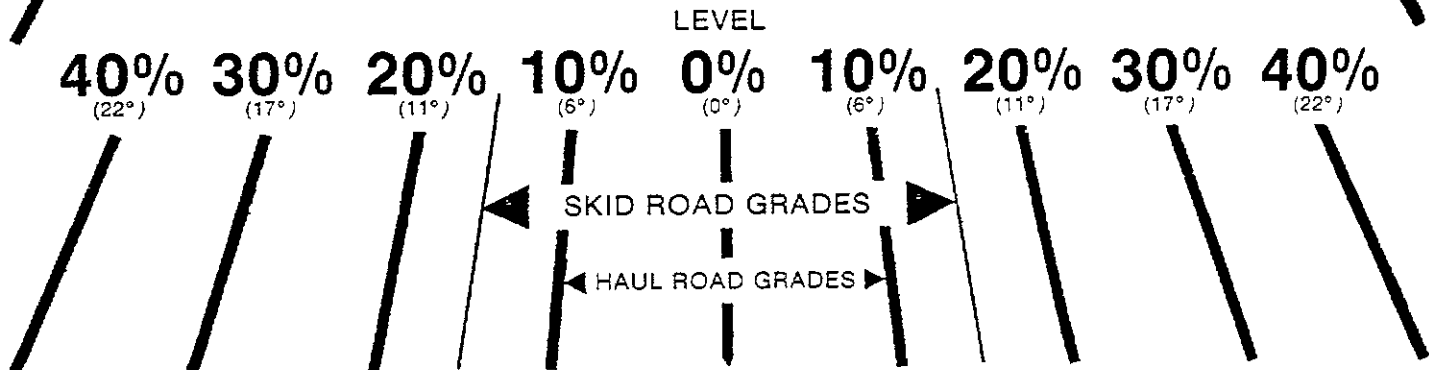 LEVEL
40% 30% 20% 10% 0% 10% 20% 30% 40%
(22°) (17°) (11°) (6°) (0°) (6°) (11°) (17°) (22°)
SKID ROAD GRADES
HAUL ROAD GRADES